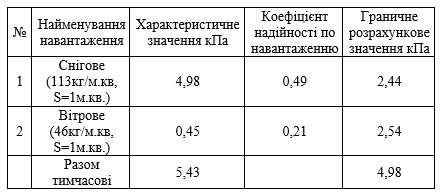 №
Найменування
навантаження
Характеристичне
значення кПа
Коефіцієнт
надійності по
навантаженню
Граничне
розрахункове
значення кПа
1
Снігове
(113кг/м.кв,
S=1м.кв.)
4,98
0,49
2,44
2
Вітрове
(46кг/м.кв,
S=1м.кв.)
0,45
0,21
2,54
Разом
тимчасові
5,43
4,98